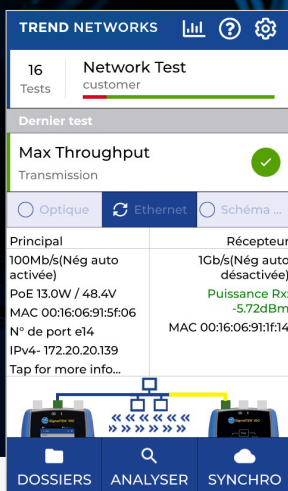 TREND NETWORKS
16
Tests
Network Test
customer
Dernier test
Max Throughput
Transmission
Optique
Ethernet
Schéma ...
Principal
Récepteur
100Mb/s(Nég auto
activée)
1Gb/s(Nég auto
désactivée)
PoE 13.0W / 48.4V
Puissance Rx:
-5.72dBm
MAC 00:16:06:91:5f:06
MAC 00:16:06:91:1f:14
N° de port e14
IPv4- 172.20.20.139
Tap for more info...
DOSSIERS
ANALYSER
SYNCHRO